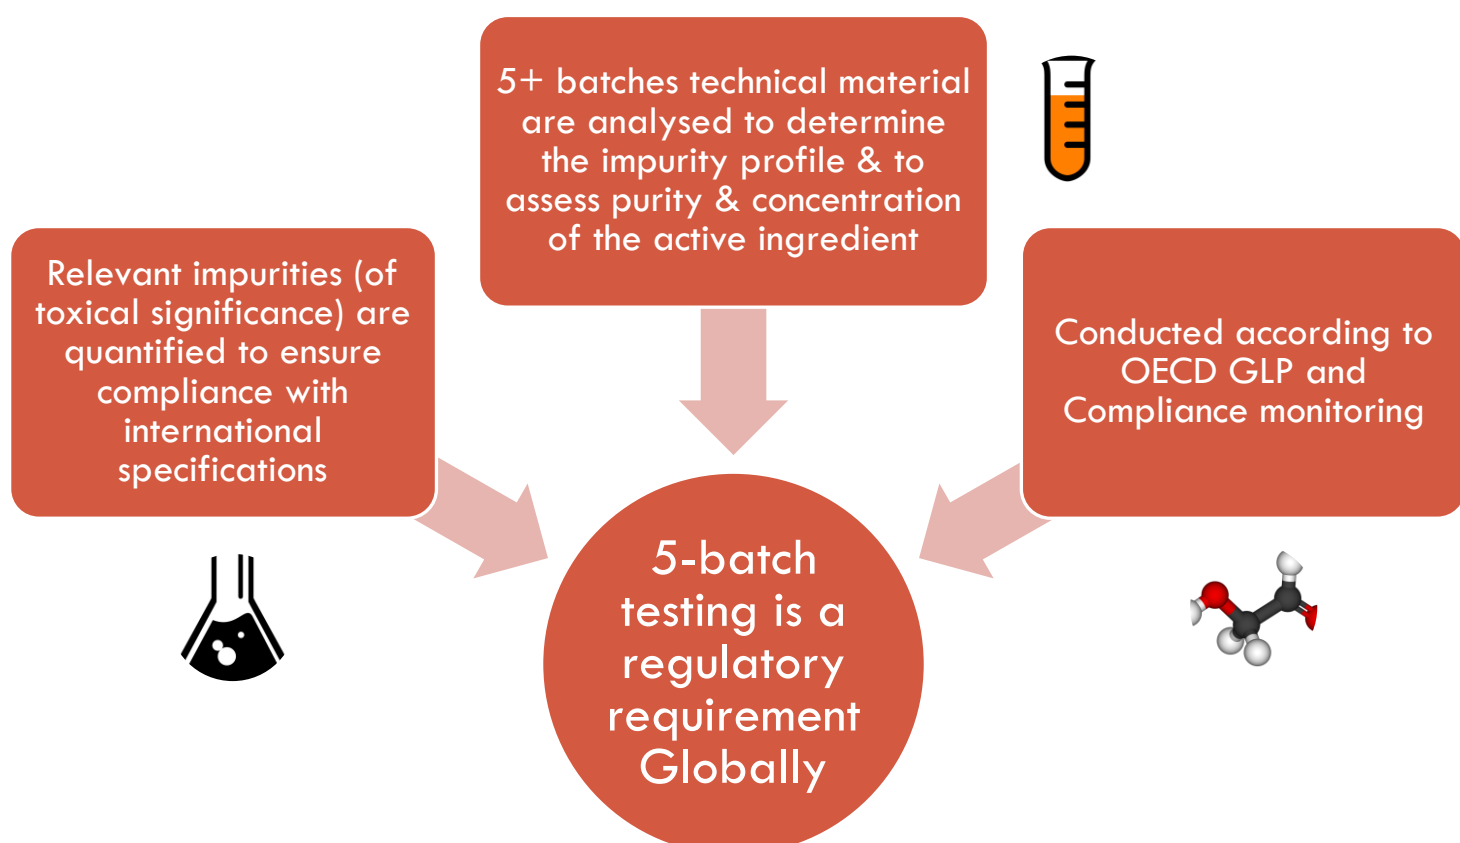 5+ batches technical material
are analysed to determine
the impurity profile & to
assess purity & concentration
of the active ingredient
Relevant impurities (of
toxical significance) are
quantified to ensure
compliance with
international
specifications
Conducted according to
OECD GLP and
Compliance monitoring
5-batch
testing is a
regulatory
requirement
Globally